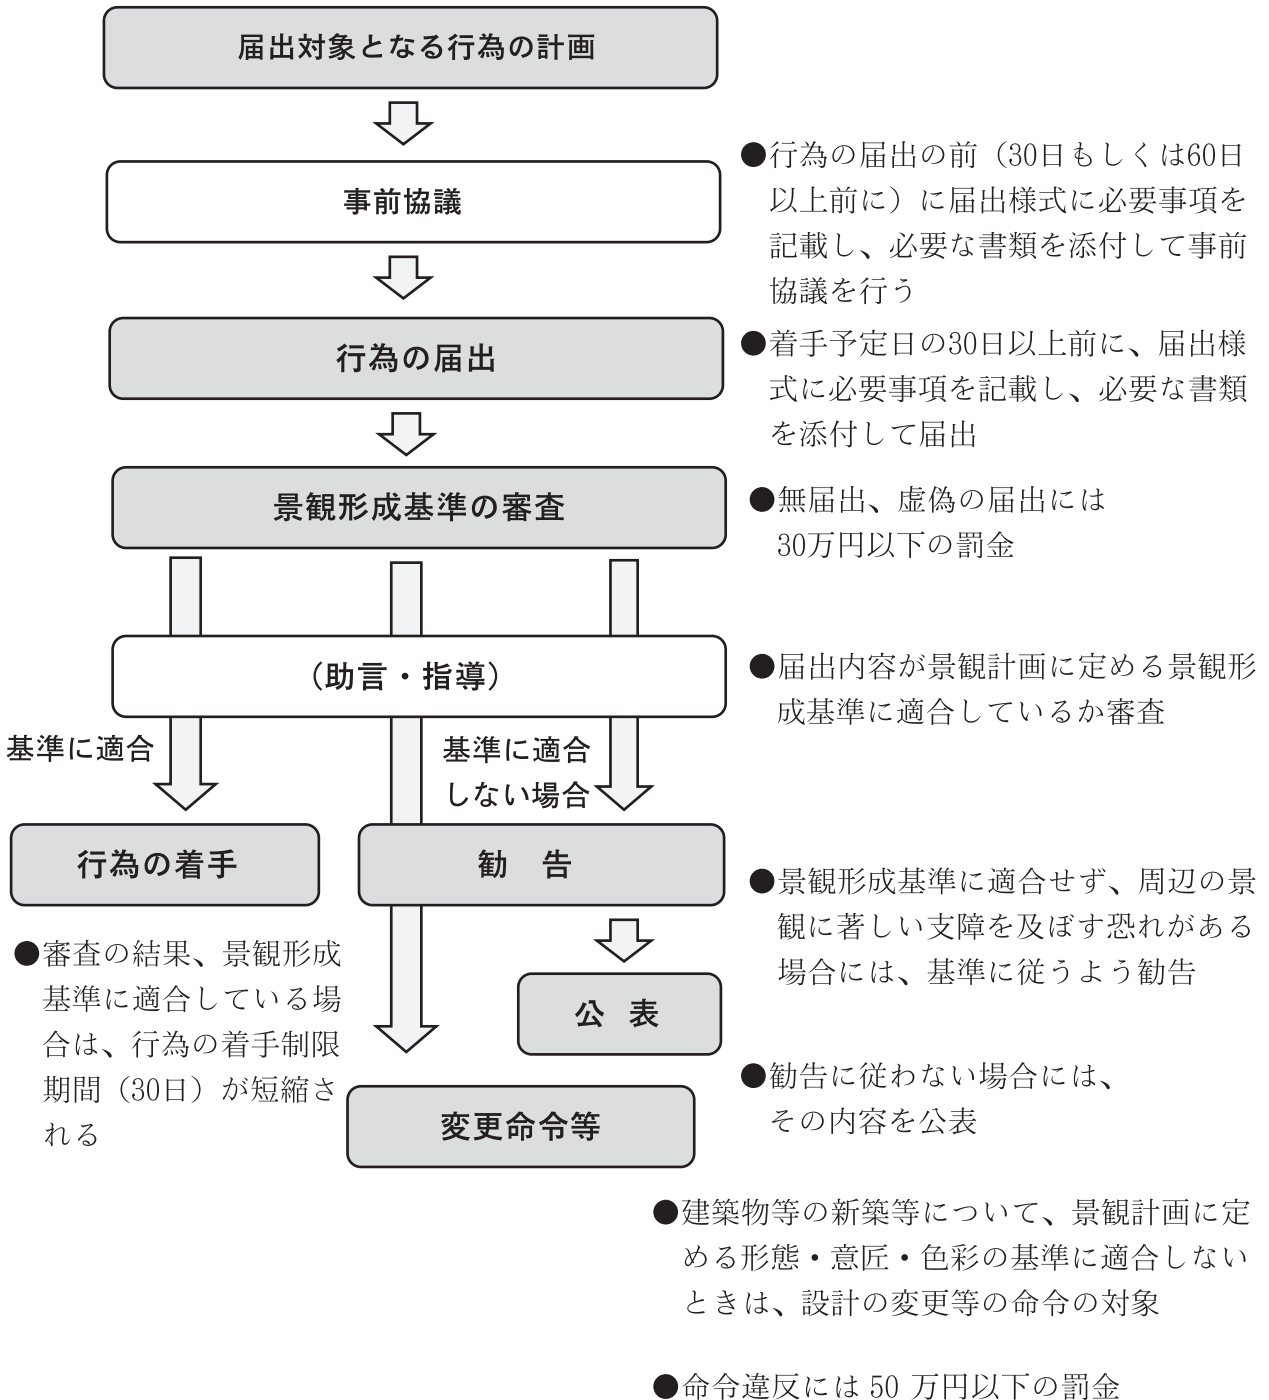 届出対象となる行為の計画
事前協議
●行為の届出の前（30日もしくは60日
以上前に）に届出様式に必要事項を
記載し、必要な書類を添付して事前
協議を行う
行為の届出
●着手予定日の30日以上前に、届出様
式に必要事項を記載し、必要な書類
を添付して届出
景観形成基準の審査
●無届出、虚偽の届出には
30万円以下の罰金
（助言・指導）
●届出内容が景観計画に定める景観形
成基準に適合しているか審査
基準に適合
基準に適合
しない場合
行為の着手
勧　告
●景観形成基準に適合せず、周辺の景
観に著しい支障を及ぼす恐れがある
場合には、基準に従うよう勧告
●審査の結果、景観形成
基準に適合している場
合は、行為の着手制限
期間（30日）が短縮さ
れる
公　表
●勧告に従わない場合には、
その内容を公表
変更命令等
●建築物等の新築等について、景観計画に定
める形態・意匠・色彩の基準に適合しない
ときは、設計の変更等の命令の対象
●命令違反には 50 万円以下の罰金